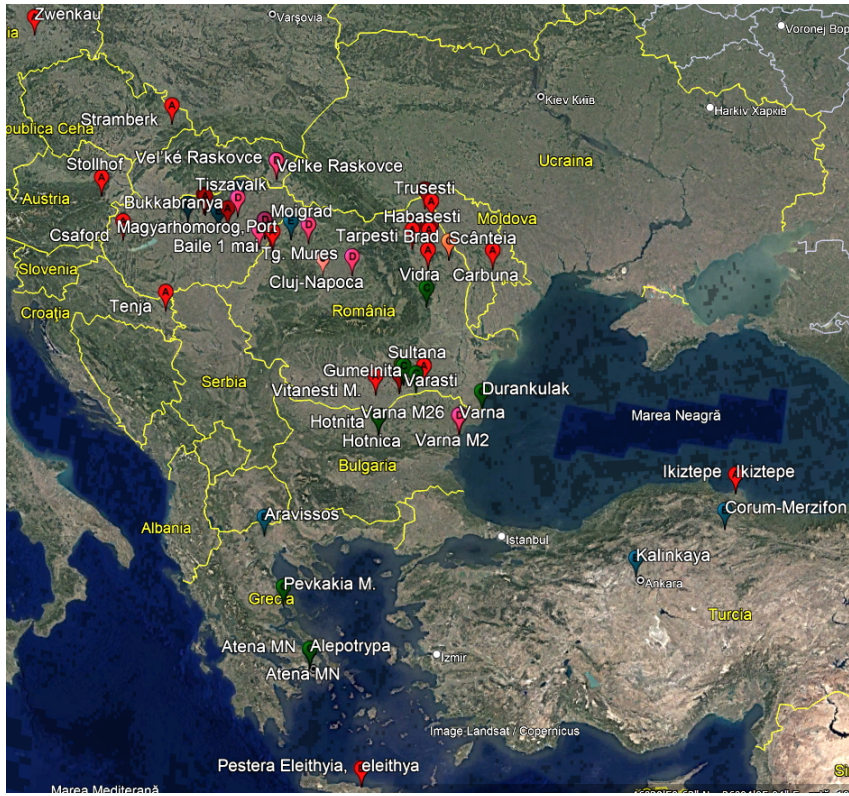 Zwenkau
Varșovia
Voronej
Stramberk
Kiev Київ
Harkiv Харків
Ucraina
Vel'ké Raskovce
Vel'ke Raskovce
Stollhof
Austria
Tiszavalk
Bukkabranya
Trusesti
Moigrad
Habasesti
Moldova
Csaford
Magyarhomorog, Port
Tarpesti
Brad
Scânteia
Baile 1 mai
Tg. Mures
Slovenia
Cluj-Napoca
Vidra
Carbuna
Tenja
România
Croația
Sultana
Serbia
Gumelnita
Varasti
Vitanesti M.
Durankulak
Hotnita
Varna M26
Varna
Marea Neagră
Hotnica
Varna M2
Bulgaria
Ikiztepe
Ikiztepe
Corum-Merzifon
Aravissos
Albania
Istanbul
Kalinkaya
Ankara
Pevkakia M.
Grecia
Turcia
Atena MN
Alepotrypa
Izmir
Atena MN
Image Landsat / Copernicus
Pestera Eleithyia,
eleithya
Marea Mediterană